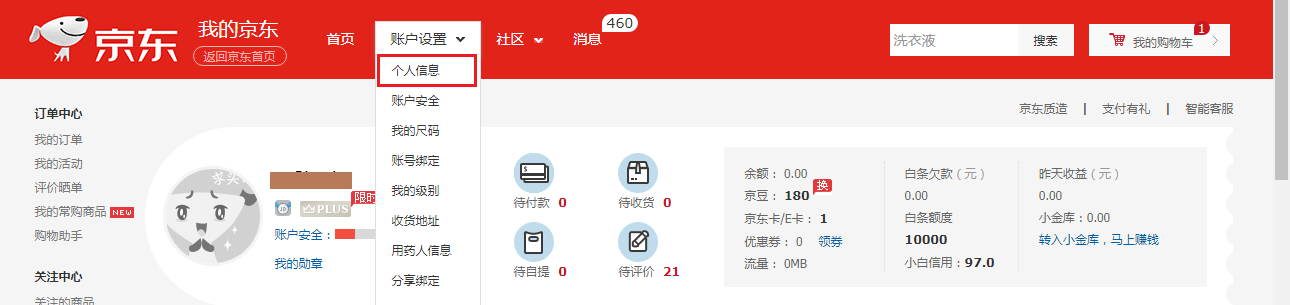 京东
我的京东
返回京东首页
首页
账户设置
社区
消息
460
洗衣液
搜索
我的购物车
1
个人信息
账户安全
我的尺码
账号绑定
我的级别
收货地址
用药人信息
分享绑定
京东质造 | 支付有礼 | 智能客服
订单中心
我的订单
我的活动
评价晒单
我的常购商品 NEW
购物助手
关注中心
关注的商品
限时
PLUS
账户安全：
我的勋章
待付款 0
待收货 0
待自提 0
待评价 21
余额： 0.00
京豆： 180 换
京东卡/E卡： 1
优惠券： 0 领券
流量： 0MB
白条欠款（元）
0.00
白条额度
10000
小白信用：97.0
昨天收益（元）
0.00
小金库：0.00
转入小金库，马上赚钱